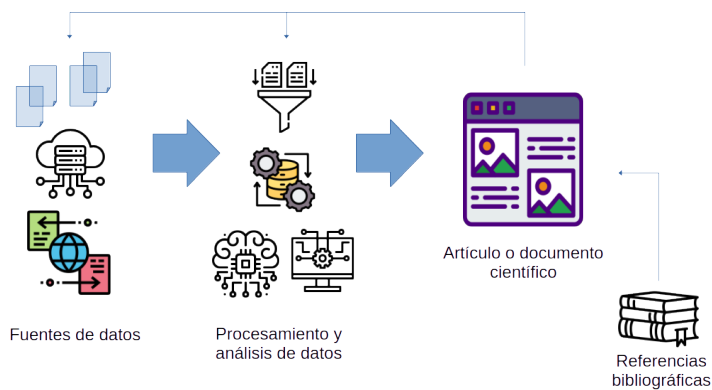 Fuentes de datos
Procesamiento y
análisis de datos
Artículo o documento
científico
Referencias
bibliográficas